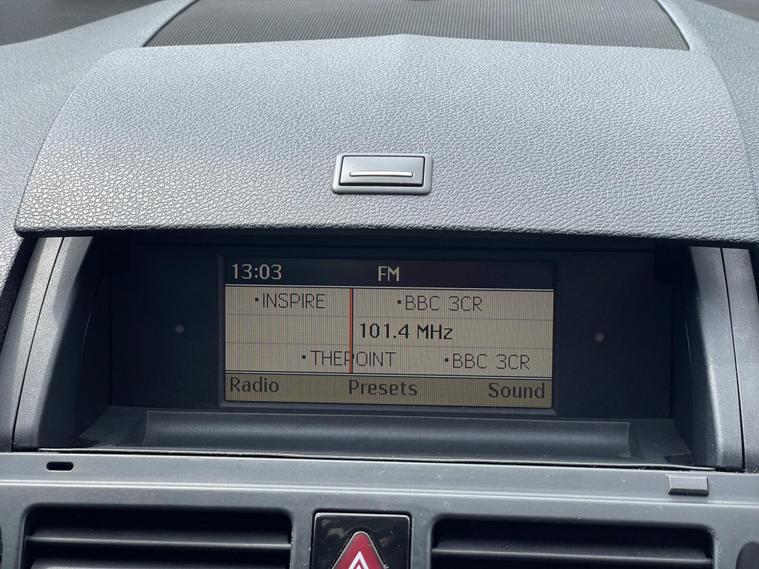 13:03 FM
•INSPIRE •BBC 3CR
101.4 MHz
•THEPOINT •BBC 3CR
Radio Presets Sound